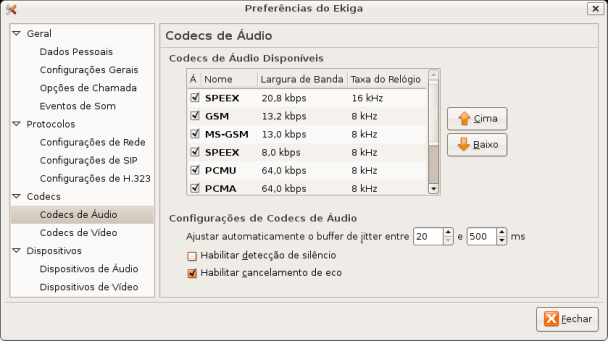 Preferências do Ekiga
Geral
Dados Pessoais
Configurações Gerais
Opções de Chamada
Eventos de Som
Protocolos
Configurações de Rede
Configurações de SIP
Configurações de H.323
Codecs
Codecs de Áudio
Codecs de Vídeo
Dispositivos
Dispositivos de Áudio
Dispositivos de Vídeo
Codecs de Áudio
Codecs de Áudio Disponíveis
A Nome Largura de Banda Taxa do Relógio
SPEEX 20,8 kbps 16 kHz
GSM 13,2 kbps 8 kHz
MS-GSM 13,0 kbps 8 kHz
SPEEX 8,0 kbps 8 kHz
PCMU 64,0 kbps 8 kHz
PCMA 64,0 kbps 8 kHz
Cima
Baixo
Configurações de Codecs de Áudio
Ajustar automaticamente o buffer de jitter entre 20 e 500 ms
Habilitar detecção de silêncio
Habilitar cancelamento de eco
Fechar